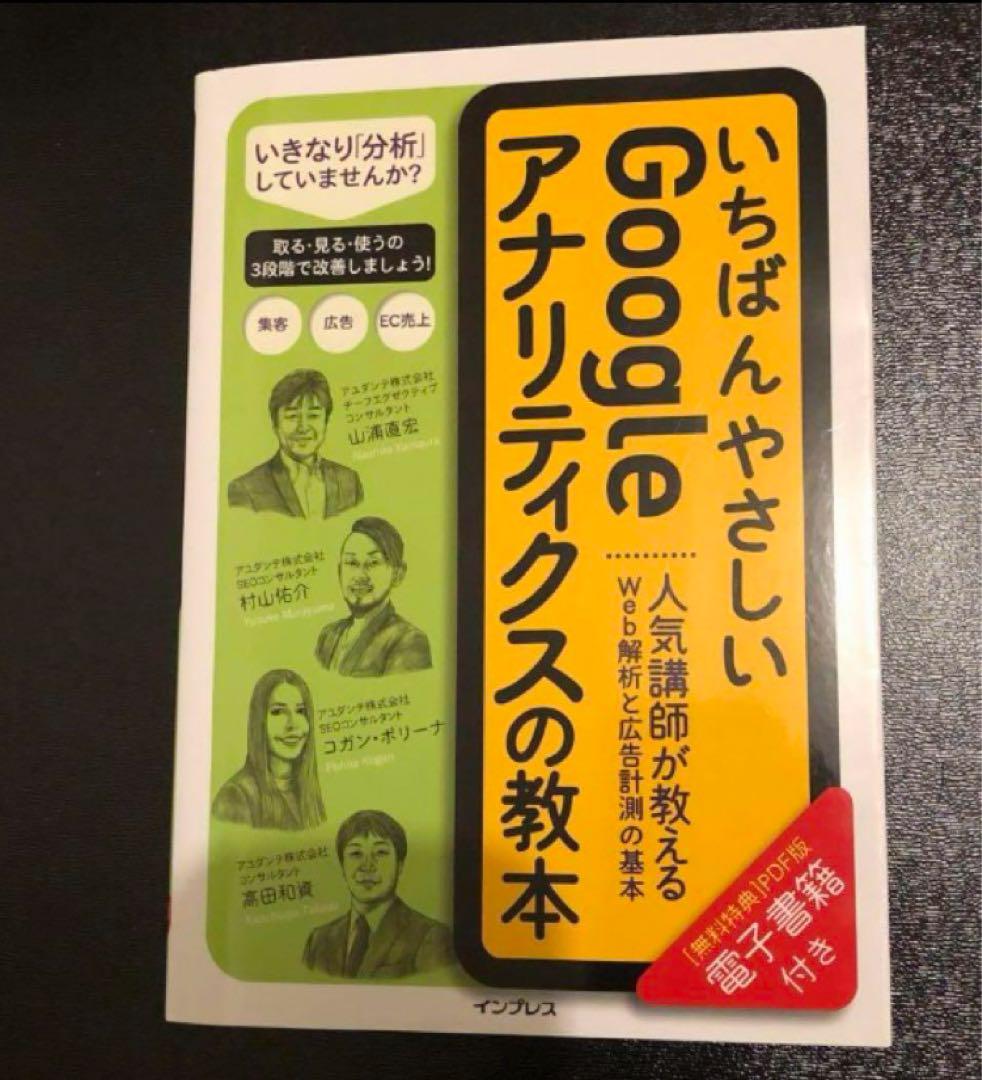 いちばんやさしい
Google
アナリティクスの教本
人気講師が教える
Web解析と広告計測の基本
いきなり「分析」
していませんか？
取る・見る・使うの
3段階で改善しましょう!
集客
広告
EC売上
アユダンテ株式会社
チーフエグゼクティブ
コンサルタント
山浦直宏
Naohiro Yamaura
アユダンテ株式会社
SEOコンサルタント
村山佑介
Yusuke Murayama
アユダンテ株式会社
SEOコンサルタント
コガン・ポリーナ
Polina Kogan
アユダンテ株式会社
コンサルタント
高田和資
[無料特典]PDF版
電子書籍
付き
インプレス